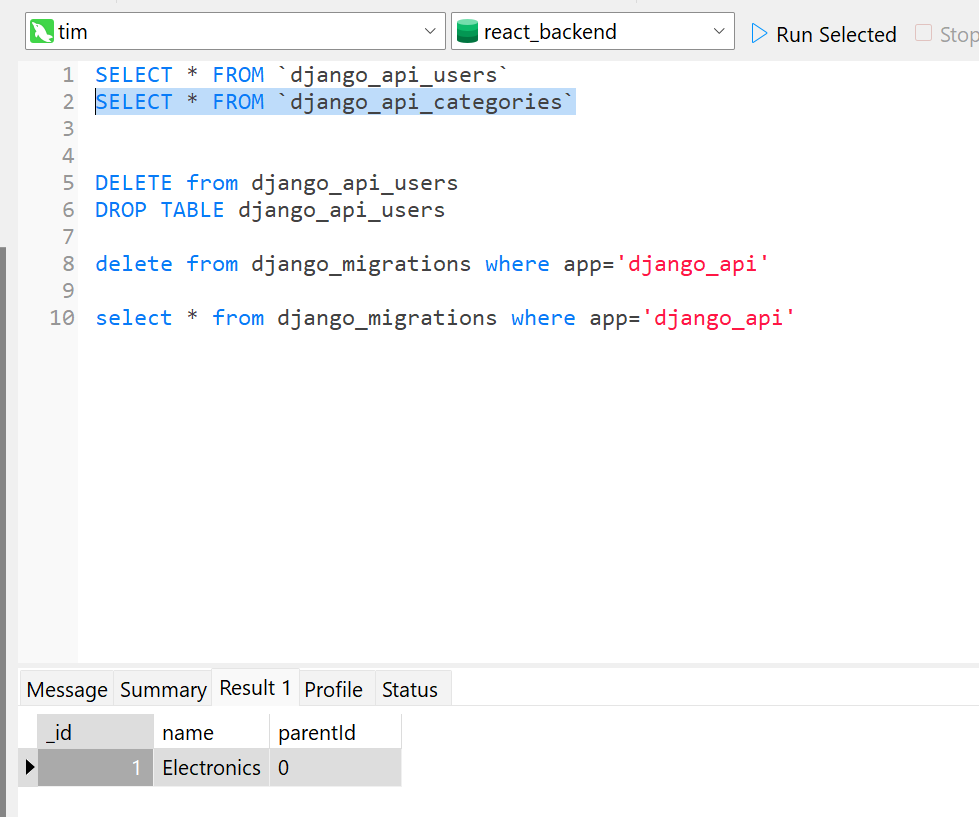 tim react_backend Run Selected Stop
1 SELECT * FROM `django_api_users`
2 SELECT * FROM `django_api_categories`
3
4
5 DELETE from django_api_users
6 DROP TABLE django_api_users
7
8 delete from django_migrations where app='django_api'
9
10 select * from django_migrations where app='django_api'
Message Summary Result 1 Profile Status
_id name parentId
1 Electronics 0